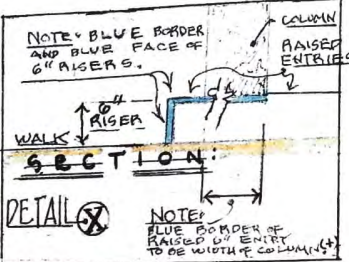 NOTE: BLUE BORDER
AND BLUE FACE OF
6" RISERS.
COLUMN
RAISED
ENTRIES
6"
RISER
WALK
SECTION:
DETAIL X
NOTE:
BLUE BORDER OF
RAISED 6" ENTRY
TO BE WIDTH OF COLUMNS(+)